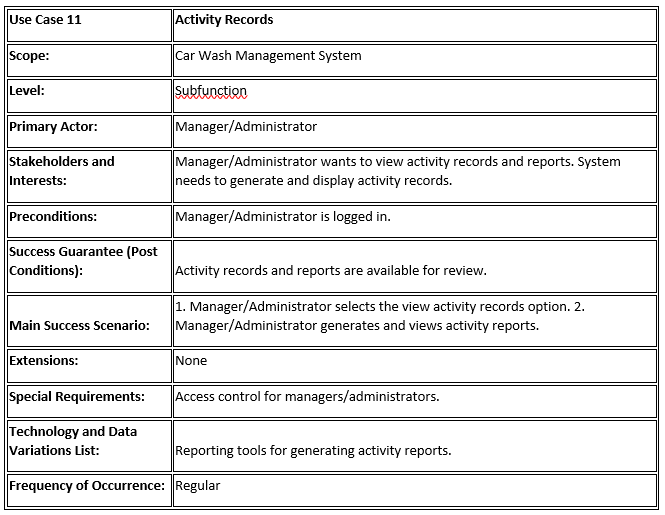 Use Case 11 Activity Records
Scope: Car Wash Management System
Level: Subfunction
Primary Actor: Manager/Administrator
Stakeholders and
Interests:
Manager/Administrator wants to view activity records and reports. System
needs to generate and display activity records.
Preconditions: Manager/Administrator is logged in.
Success Guarantee (Post
Conditions):
Activity records and reports are available for review.
Main Success Scenario:
1. Manager/Administrator selects the view activity records option. 2.
Manager/Administrator generates and views activity reports.
Extensions: None
Special Requirements: Access control for managers/administrators.
Technology and Data
Variations List:
Reporting tools for generating activity reports.
Frequency of Occurrence: Regular